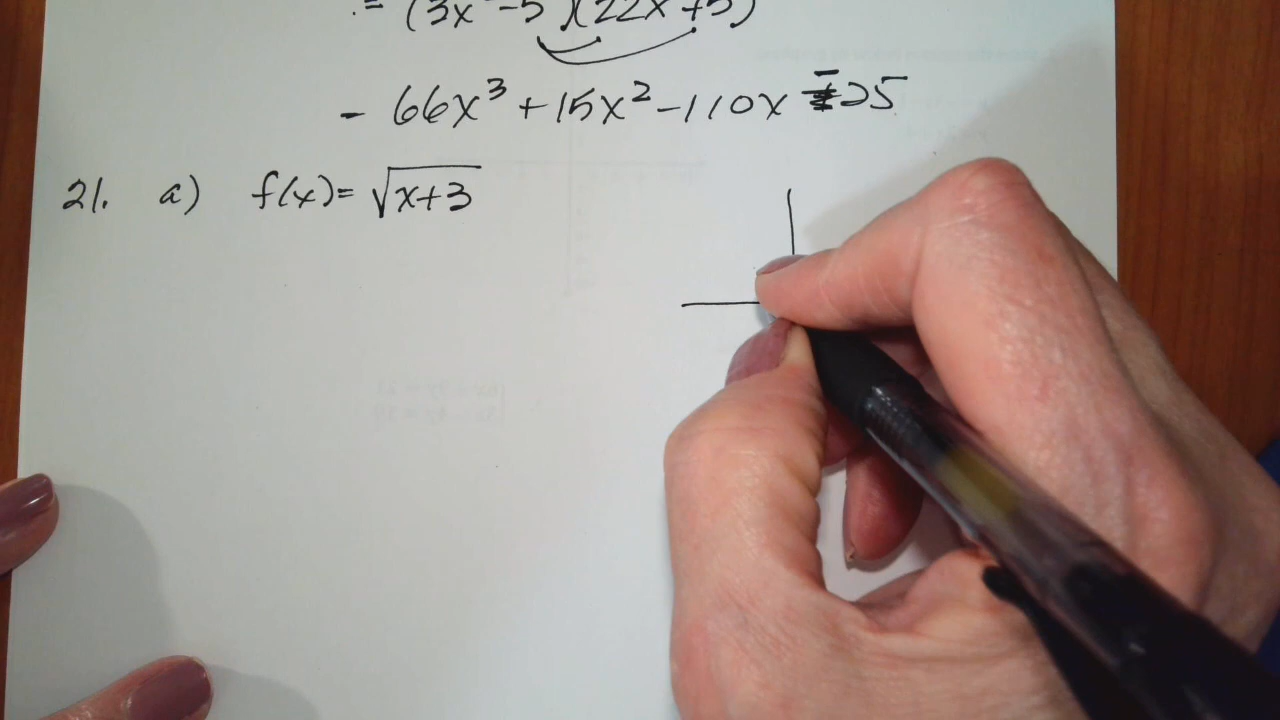 = (3x²-5)(22x+5)
- 66x³ + 15x² - 110x - 25
21. a) f(x) = √x+3